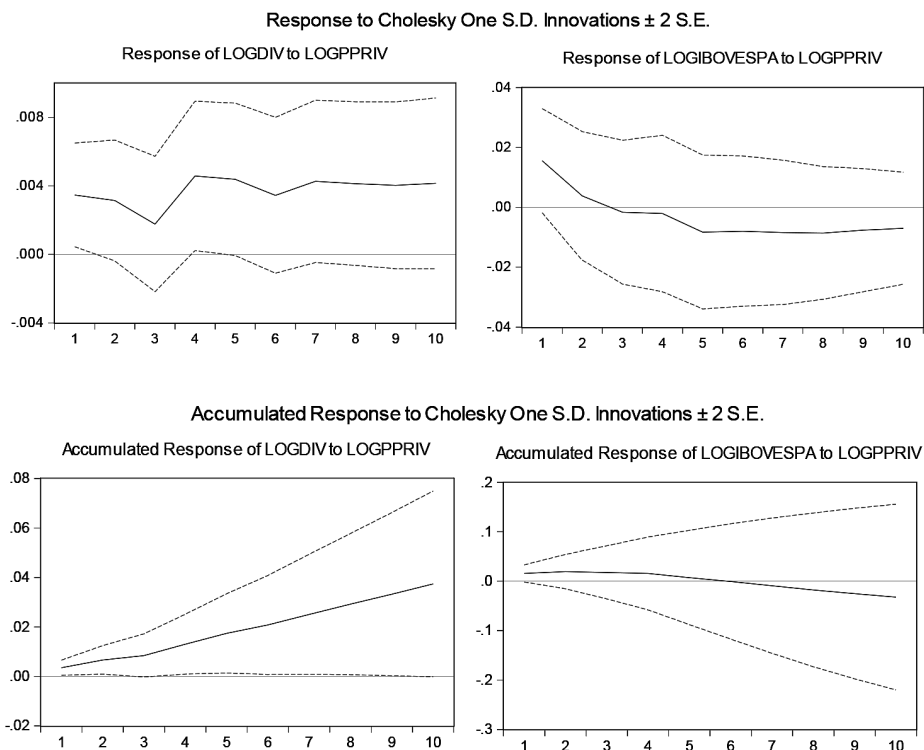 Response to Cholesky One S.D. Innovations ± 2 S.E.
Response of LOGDIV to LOGPPRIV
.008
.004
.000
-.004
1 2 3 4 5 6 7 8 9 10
Response of LOGIBOVESPA to LOGPPRIV
.04
.02
.00
-.02
-.04
1 2 3 4 5 6 7 8 9 10
Accumulated Response to Cholesky One S.D. Innovations ± 2 S.E.
Accumulated Response of LOGDIV to LOGPPRIV
.08
.06
.04
.02
.00
-.02
1 2 3 4 5 6 7 8 9 10
Accumulated Response of LOGIBOVESPA to LOGPPRIV
.2
.1
.0
-.1
-.2
-.3
1 2 3 4 5 6 7 8 9 10